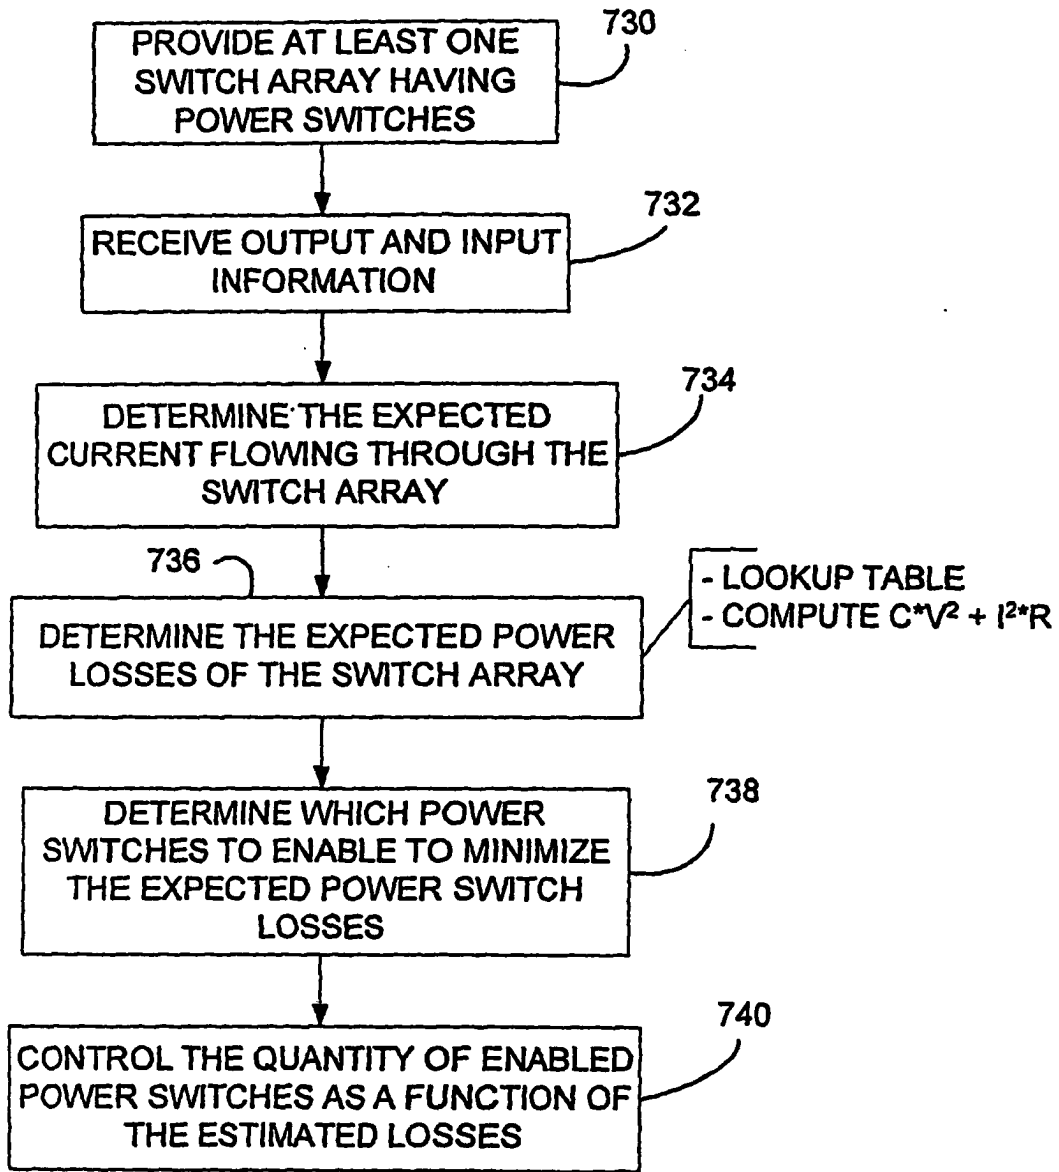 PROVIDE AT LEAST ONE
SWITCH ARRAY HAVING
POWER SWITCHES
730
RECEIVE OUTPUT AND INPUT
INFORMATION
732
DETERMINE THE EXPECTED
CURRENT FLOWING THROUGH THE
SWITCH ARRAY
734
736
DETERMINE THE EXPECTED POWER
LOSSES OF THE SWITCH ARRAY
- LOOKUP TABLE
- COMPUTE C*V² + I²*R
DETERMINE WHICH POWER
SWITCHES TO ENABLE TO MINIMIZE
THE EXPECTED POWER SWITCH
LOSSES
738
CONTROL THE QUANTITY OF ENABLED
POWER SWITCHES AS A FUNCTION OF
THE ESTIMATED LOSSES
740